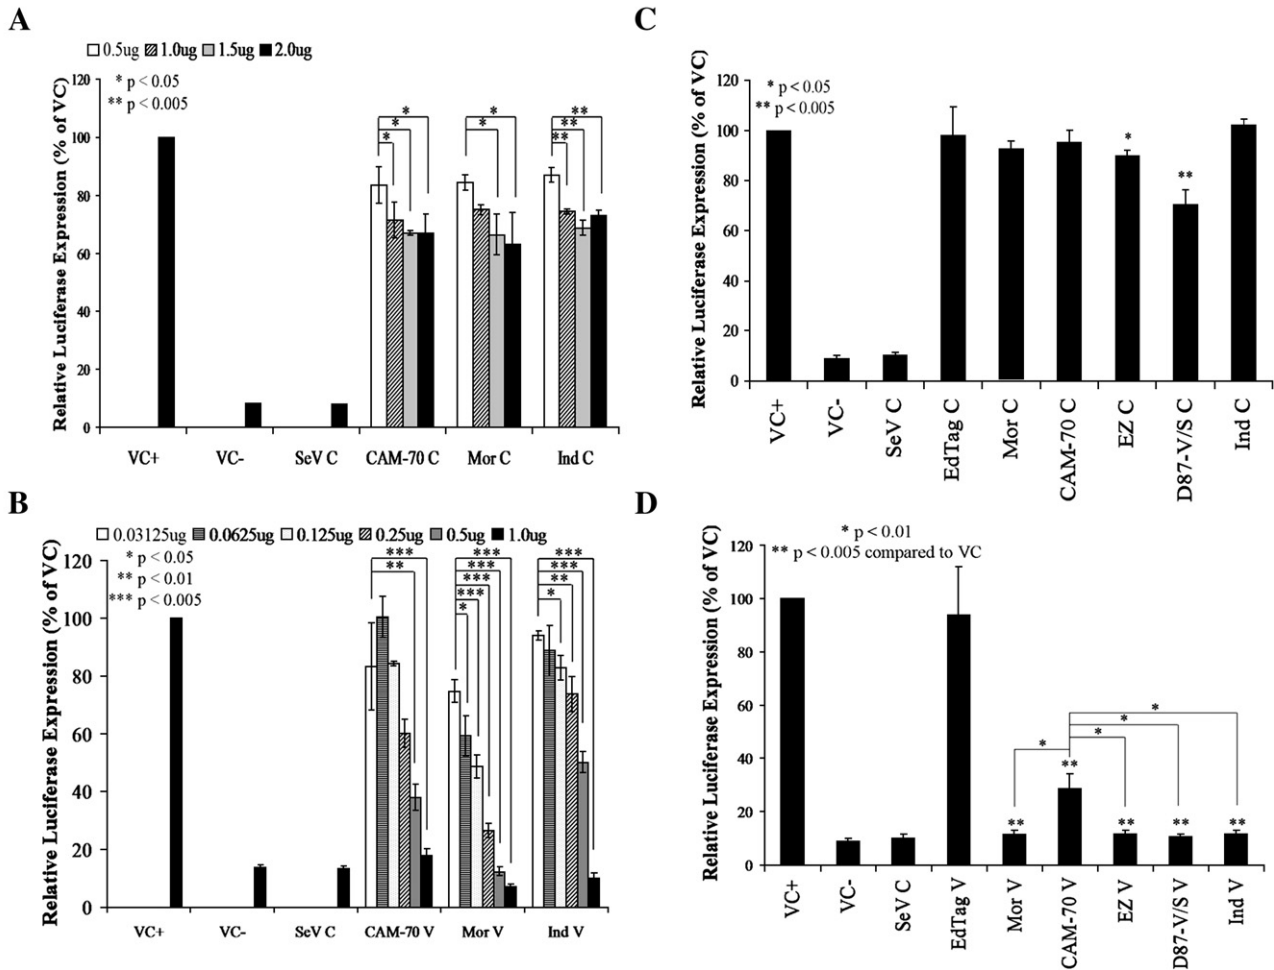 A
0.5ug 1.0ug 1.5ug 2.0ug
Relative Luciferase Expression (% of VC)
120
100
80
60
40
20
0
* p < 0.05
** p < 0.005
* * *
* *
** ** **
VC+ VC- SeV C CAM-70 C Mor C Ind C
B
0.03125ug 0.0625ug 0.125ug 0.25ug 0.5ug 1.0ug
Relative Luciferase Expression (% of VC)
120
100
80
60
40
20
0
* p < 0.05
** p < 0.01
*** p < 0.005
*** **
*** *** *** *** *
*** *** ** *
VC+ VC- SeV C CAM-70 V Mor V Ind V
C
Relative Luciferase Expression (% of VC)
120
100
80
60
40
20
0
* p < 0.05
** p < 0.005
*
**
VC+ VC- SeV C EdTag C Mor C CAM-70 C EZ C D87-V/S C Ind C
D
Relative Luciferase Expression (% of VC)
120
100
80
60
40
20
0
* p < 0.01
** p < 0.005 compared to VC
* * * *
** ** ** ** **
VC+ VC- SeV C EdTag V Mor V CAM-70 V EZ V D87-V/S V Ind V